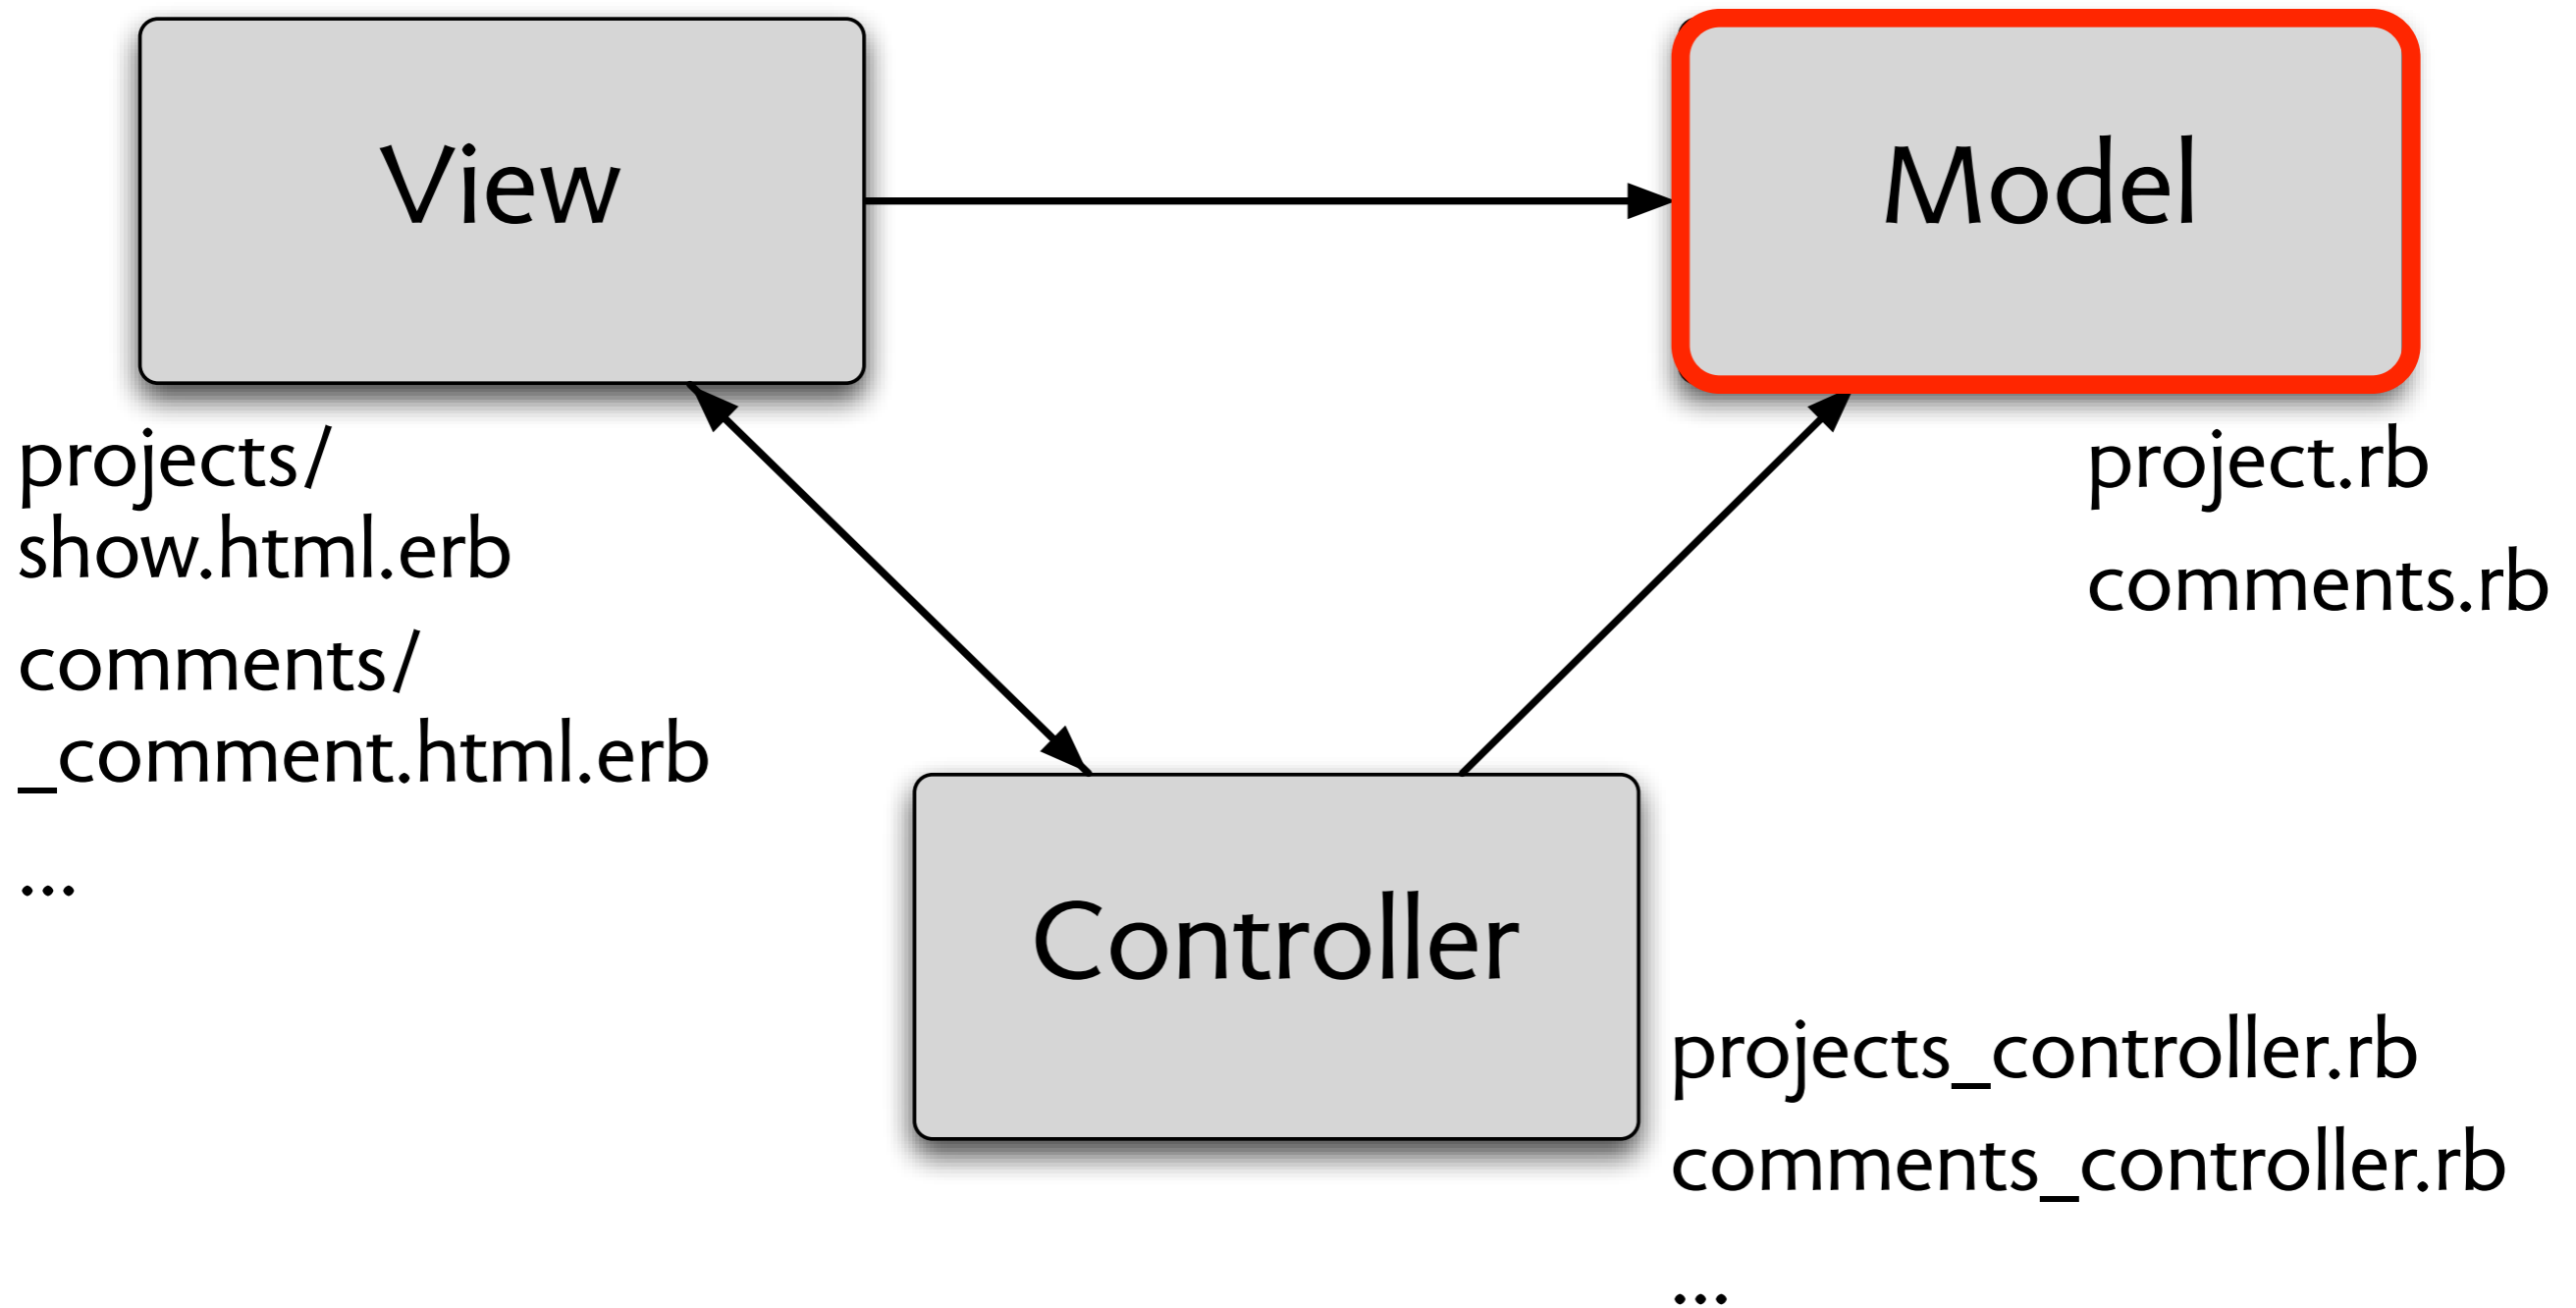 View
Model
projects/
show.html.erb
comments/
_comment.html.erb
...
project.rb
comments.rb
Controller
projects_controller.rb
comments_controller.rb
...